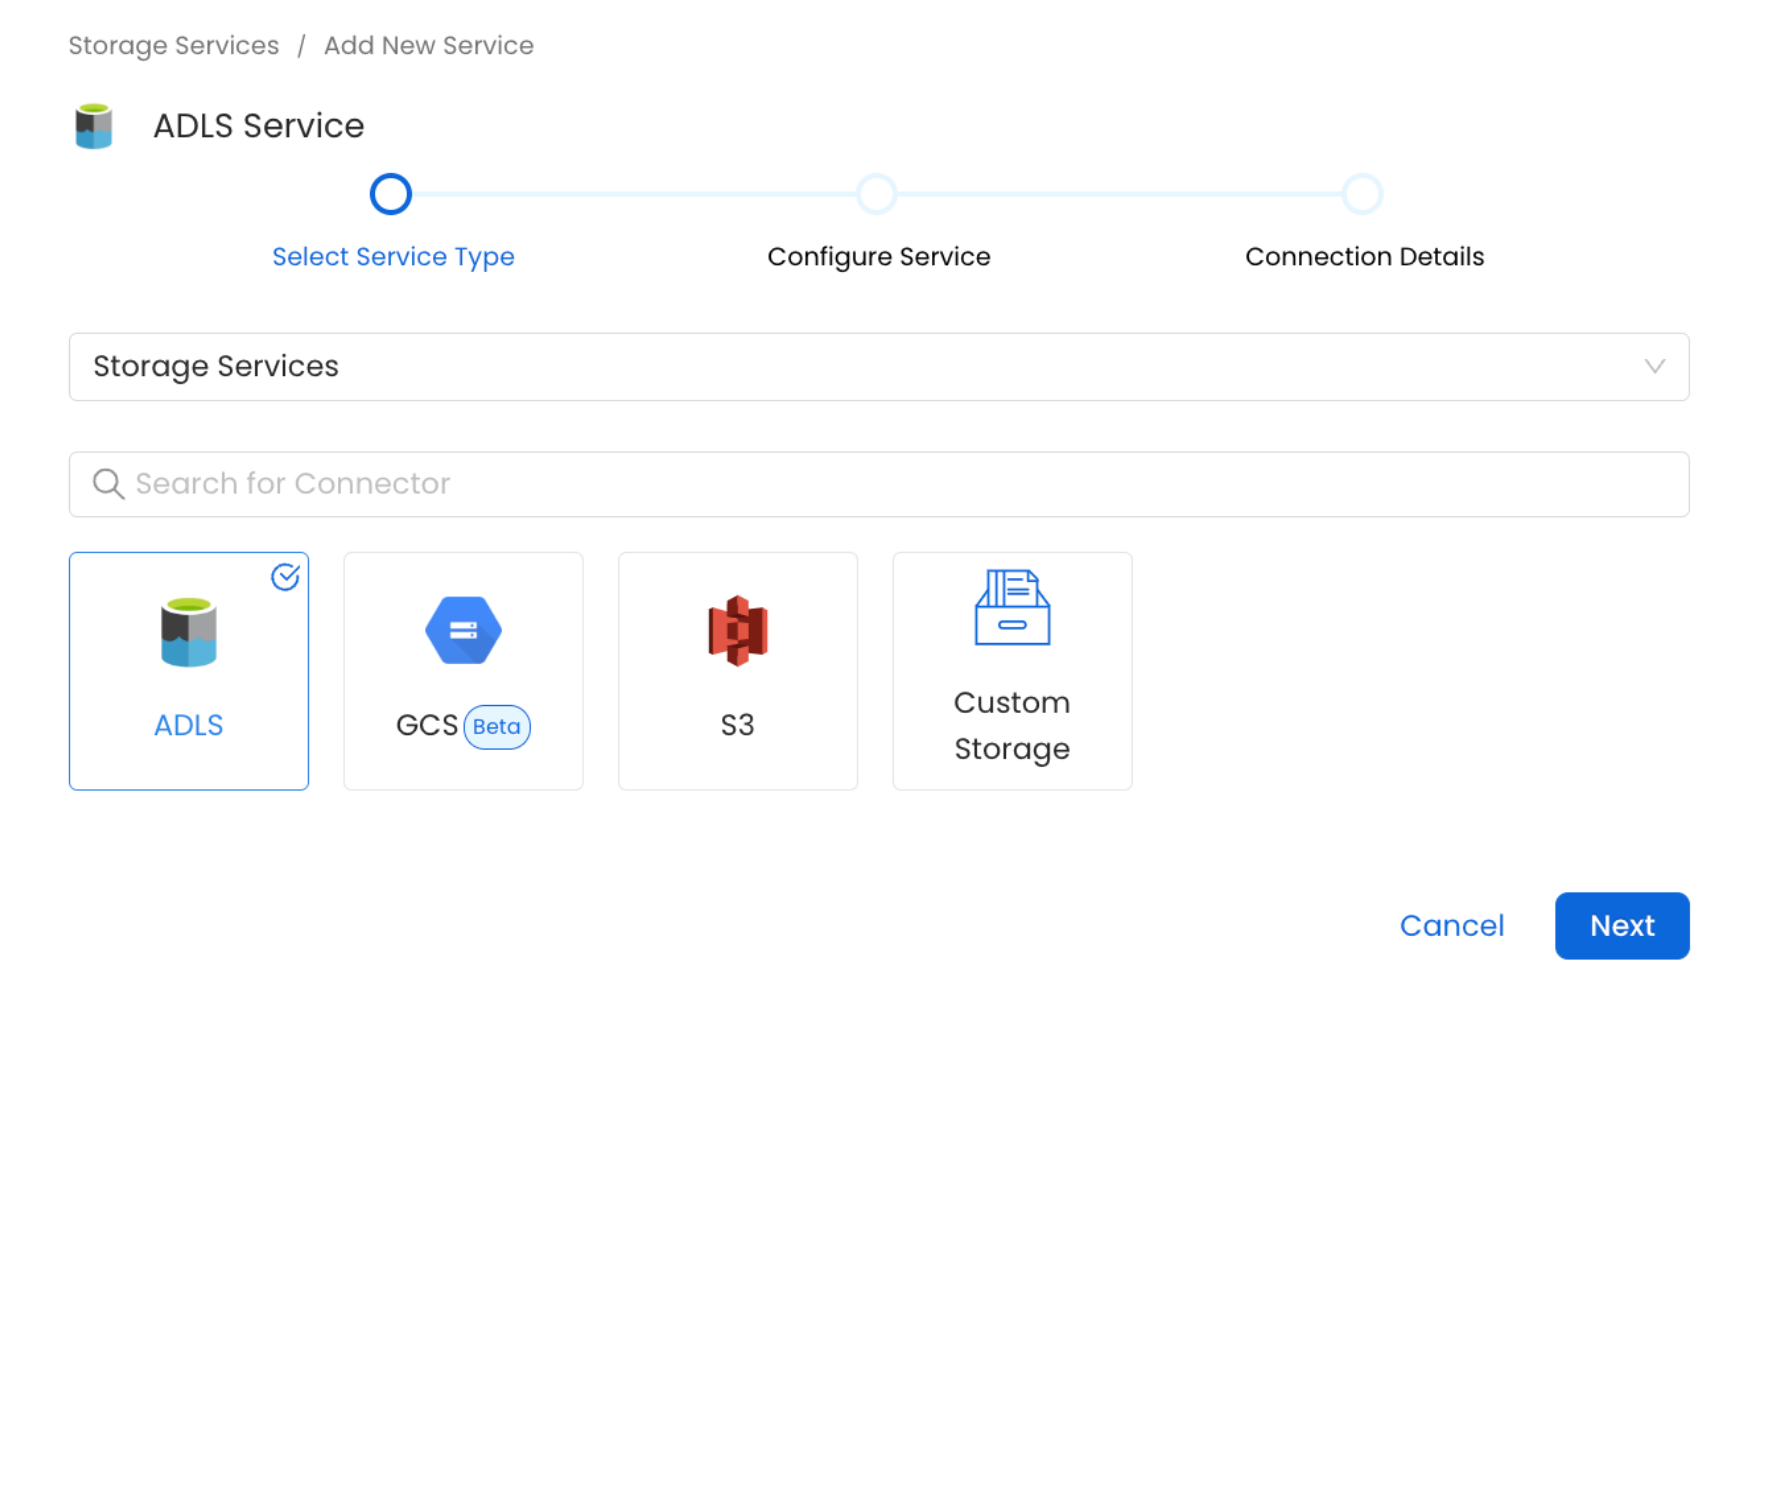 Storage Services / Add New Service
ADLS Service
Select Service Type
Configure Service
Connection Details
Storage Services
Search for Connector
ADLS
GCS Beta
S3
Custom
Storage
Cancel
Next